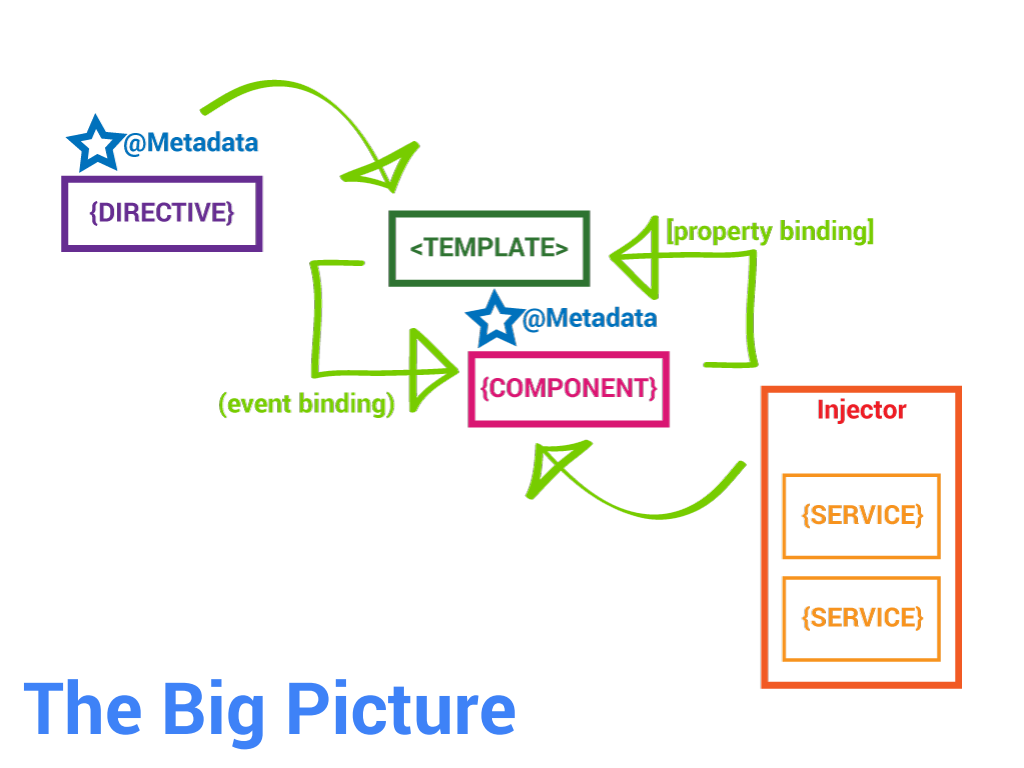 @Metadata
{DIRECTIVE}
<TEMPLATE>
[property binding]
@Metadata
{COMPONENT}
(event binding)
Injector
{SERVICE}
{SERVICE}
The Big Picture